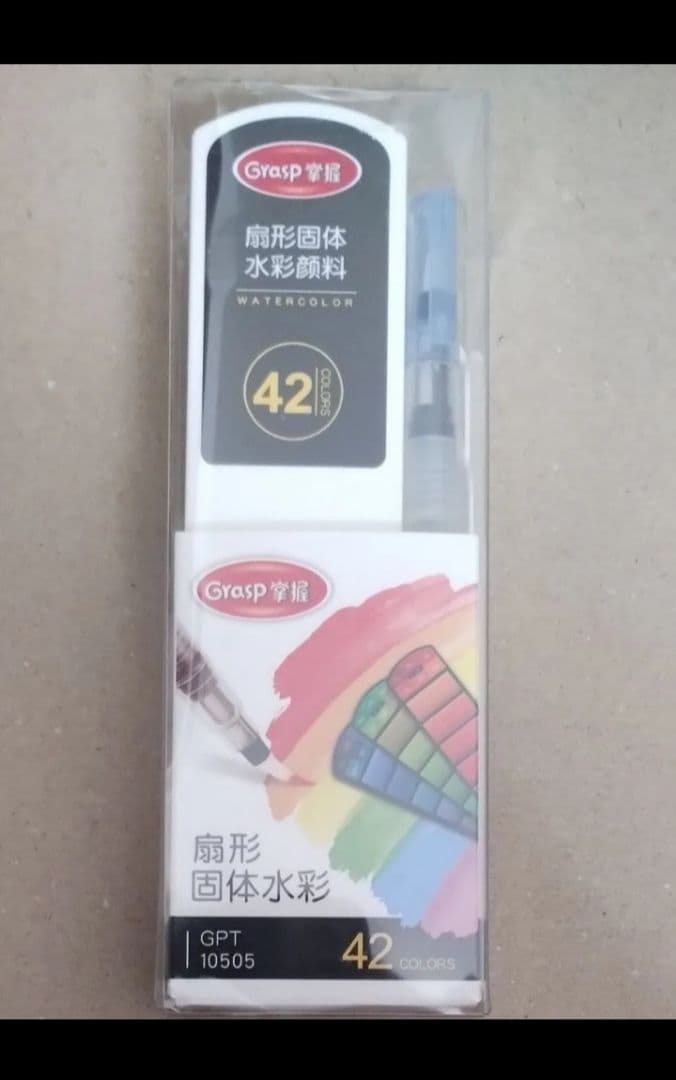 Grasp 掌握
扇形固体
水彩颜料
WATERCOLOR
42 COLORS
Grasp 掌握
扇形
固体水彩
GPT
10505
42 COLORS